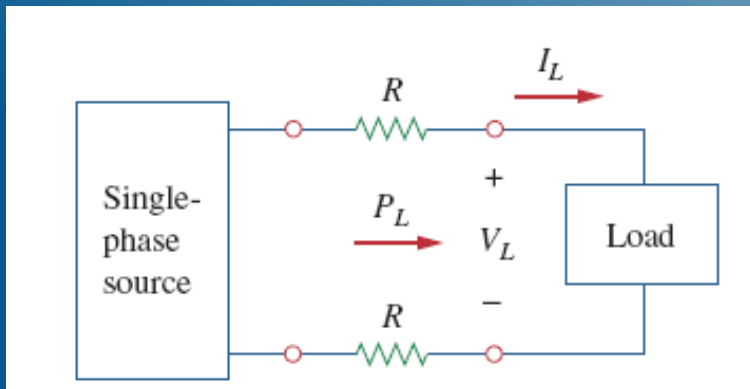 I_L
R
Single-
phase
source
P_L
+
V_L
−
Load
R